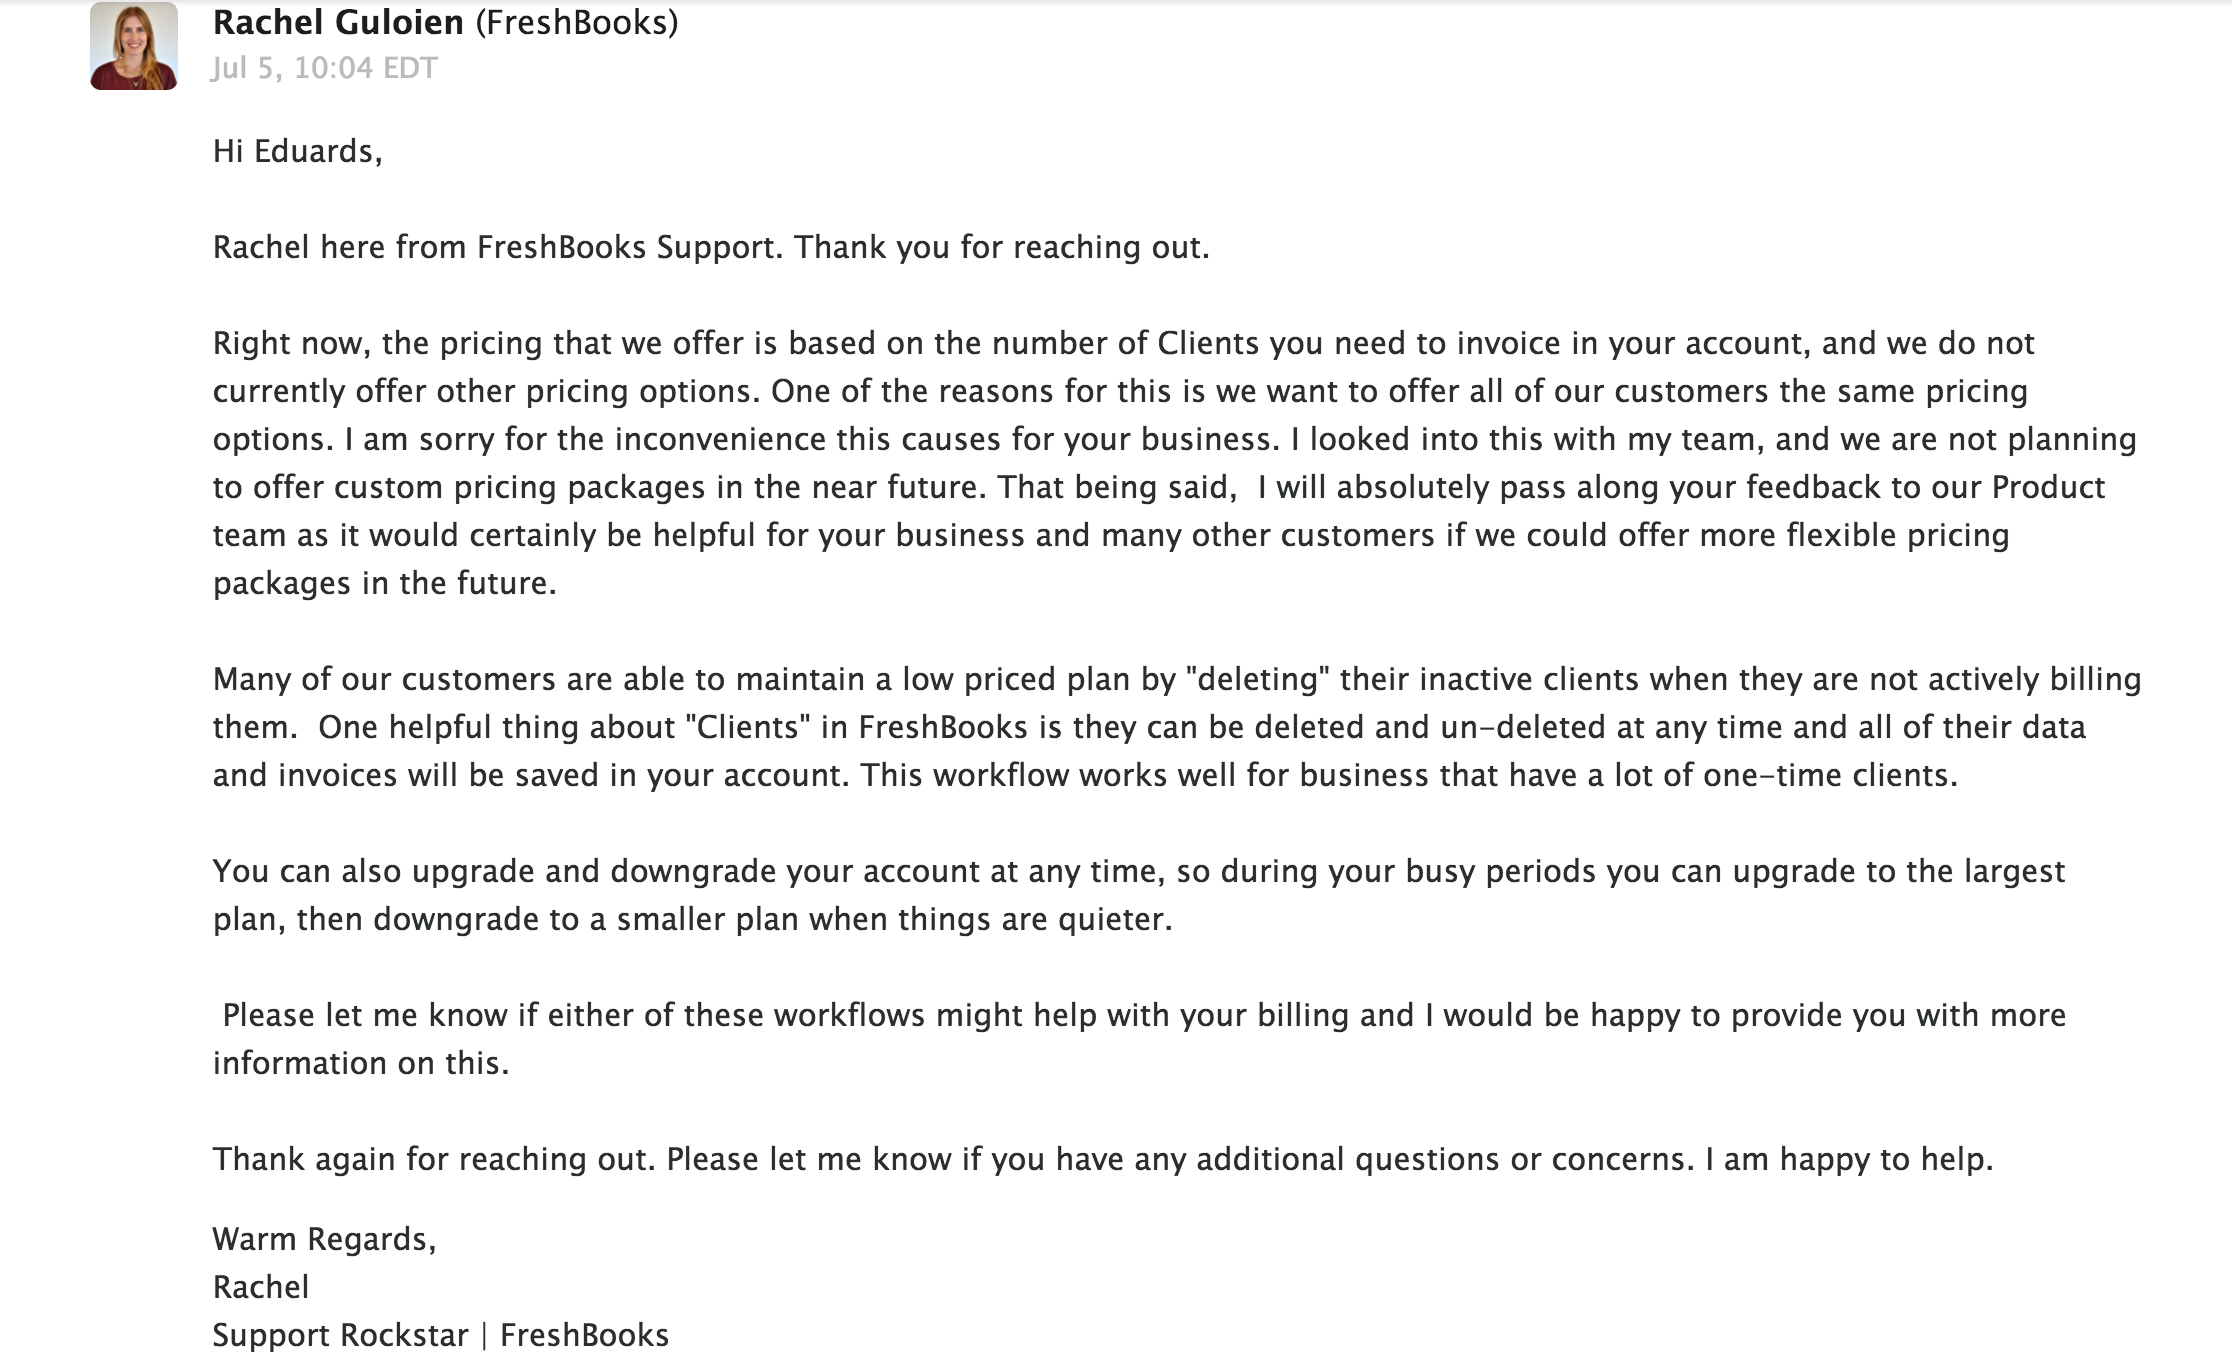 Rachel Guloien (FreshBooks)
Jul 5, 10:04 EDT
Hi Eduards,
Rachel here from FreshBooks Support. Thank you for reaching out.
Right now, the pricing that we offer is based on the number of Clients you need to invoice in your account, and we do not
currently offer other pricing options. One of the reasons for this is we want to offer all of our customers the same pricing
options. I am sorry for the inconvenience this causes for your business. I looked into this with my team, and we are not planning
to offer custom pricing packages in the near future. That being said,  I will absolutely pass along your feedback to our Product
team as it would certainly be helpful for your business and many other customers if we could offer more flexible pricing
packages in the future.
Many of our customers are able to maintain a low priced plan by "deleting" their inactive clients when they are not actively billing
them.  One helpful thing about "Clients" in FreshBooks is they can be deleted and un-deleted at any time and all of their data
and invoices will be saved in your account. This workflow works well for business that have a lot of one-time clients.
You can also upgrade and downgrade your account at any time, so during your busy periods you can upgrade to the largest
plan, then downgrade to a smaller plan when things are quieter.
Please let me know if either of these workflows might help with your billing and I would be happy to provide you with more
information on this.
Thank again for reaching out. Please let me know if you have any additional questions or concerns. I am happy to help.
Warm Regards,
Rachel
Support Rockstar | FreshBooks